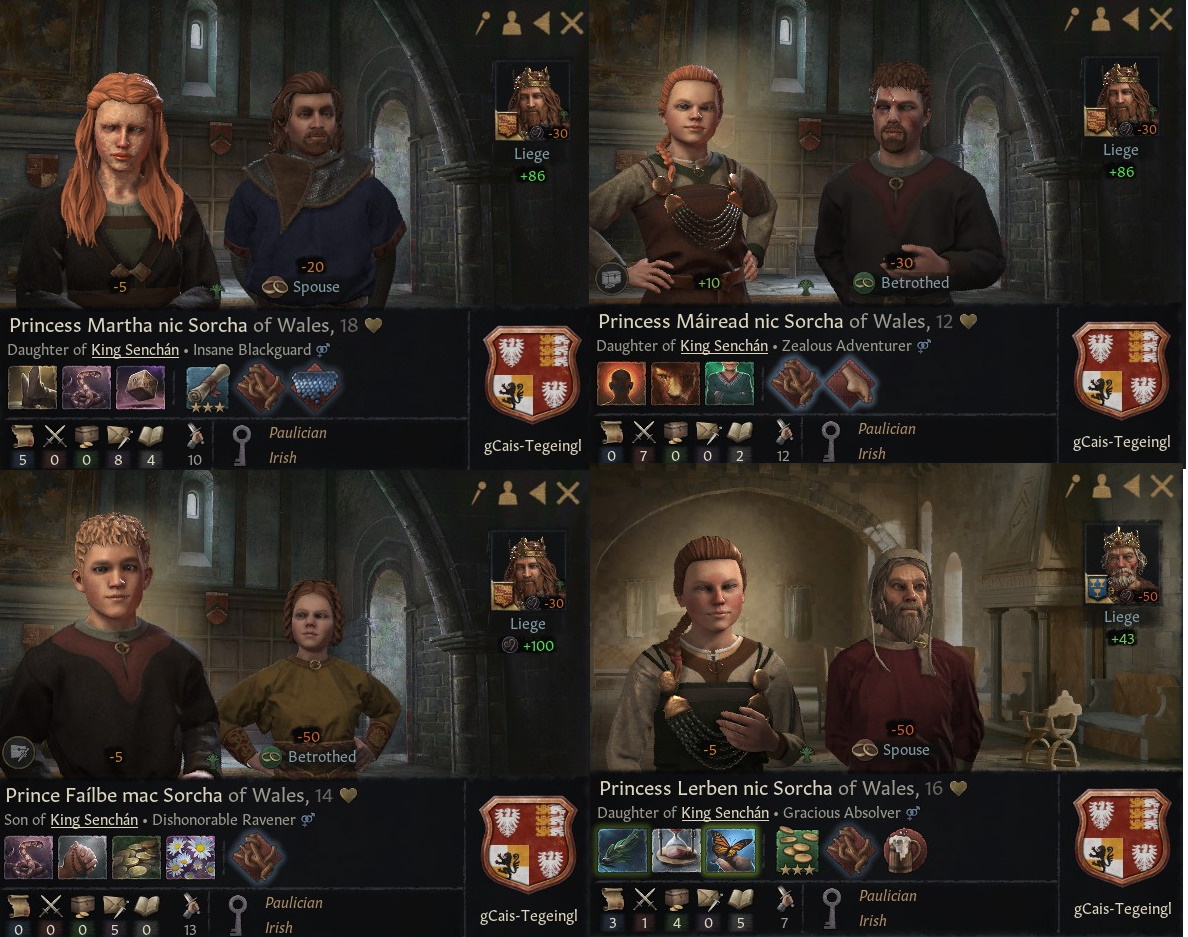 -30
Liege
+86
-20
-5
Spouse
Princess Martha nic Sorcha of Wales, 18
Daughter of King Senchán • Insane Blackguard
5 0 0 8 4 10
Paulician
Irish
gCais-Tegeingl
-30
Liege
+86
-30
+10
Betrothed
Princess Máiread nic Sorcha of Wales, 12
Daughter of King Senchán • Zealous Adventurer
0 7 0 0 2 12
Paulician
Irish
gCais-Tegeingl
-30
Liege
+100
-50
-5
Betrothed
Prince Faílbe mac Sorcha of Wales, 14
Son of King Senchán • Dishonorable Ravener
0 0 0 5 0 13
Paulician
Irish
gCais-Tegeingl
-50
Liege
+43
-50
-5
Spouse
Princess Lerben nic Sorcha of Wales, 16
Daughter of King Senchán • Gracious Absolver
3 1 4 0 5 7
Paulician
Irish
gCais-Tegeingl